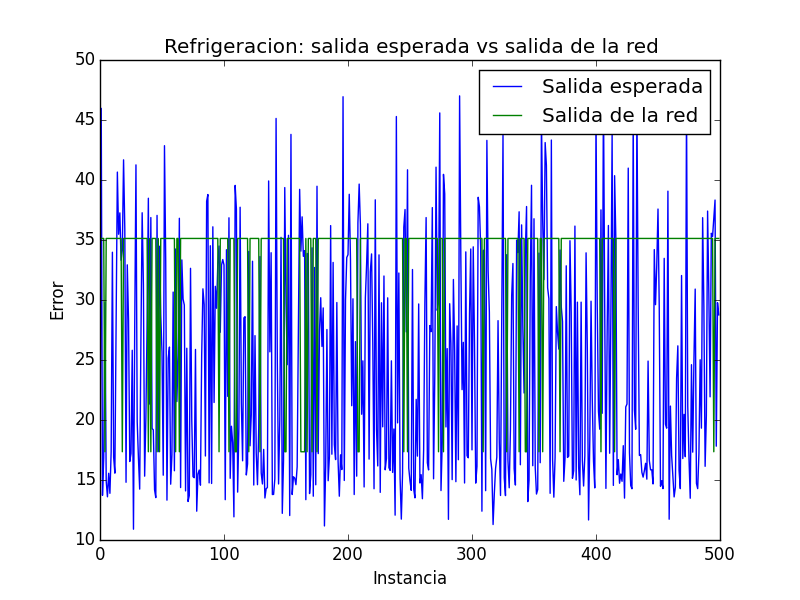 Refrigeracion: salida esperada vs salida de la red
Salida esperada
Salida de la red
Error
50
45
40
35
30
25
20
15
10
0 100 200 300 400 500
Instancia